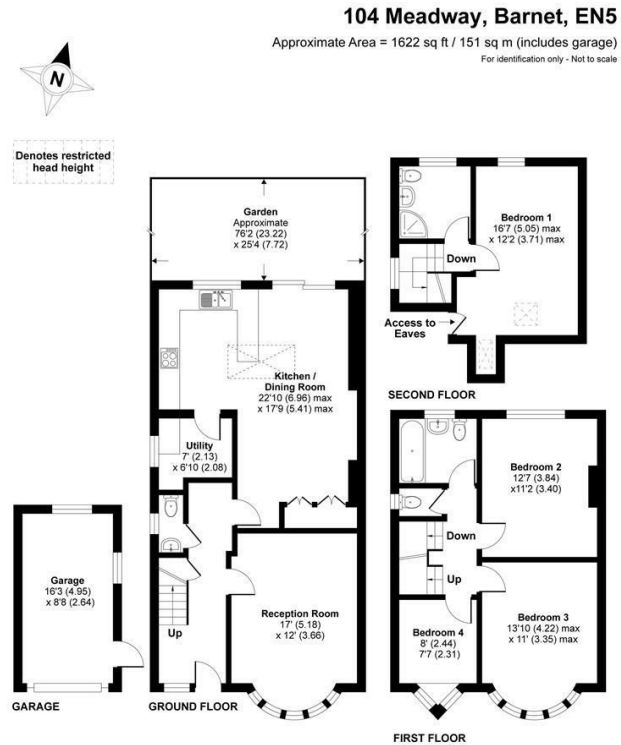 104 Meadway, Barnet, EN5
Approximate Area = 1622 sq ft / 151 sq m (includes garage)
For identification only - Not to scale
N
Denotes restricted
head height
Garden
Approximate
76'2 (23.22)
x 25'4 (7.72)
Kitchen /
Dining Room
22'10 (6.96) max
x 17'9 (5.41) max
Utility
7' (2.13)
x 6'10 (2.08)
Reception Room
17' (5.18)
x 12' (3.66)
Up
GROUND FLOOR
Garage
16'3 (4.95)
x 8'8 (2.64)
GARAGE
Bedroom 1
16'7 (5.05) max
x 12'2 (3.71) max
Down
Access to
Eaves
SECOND FLOOR
Bedroom 2
12'7 (3.84)
x11'2 (3.40)
Down
Up
Bedroom 3
13'10 (4.22) max
x 11' (3.35) max
Bedroom 4
8' (2.44)
7'7 (2.31)
FIRST FLOOR